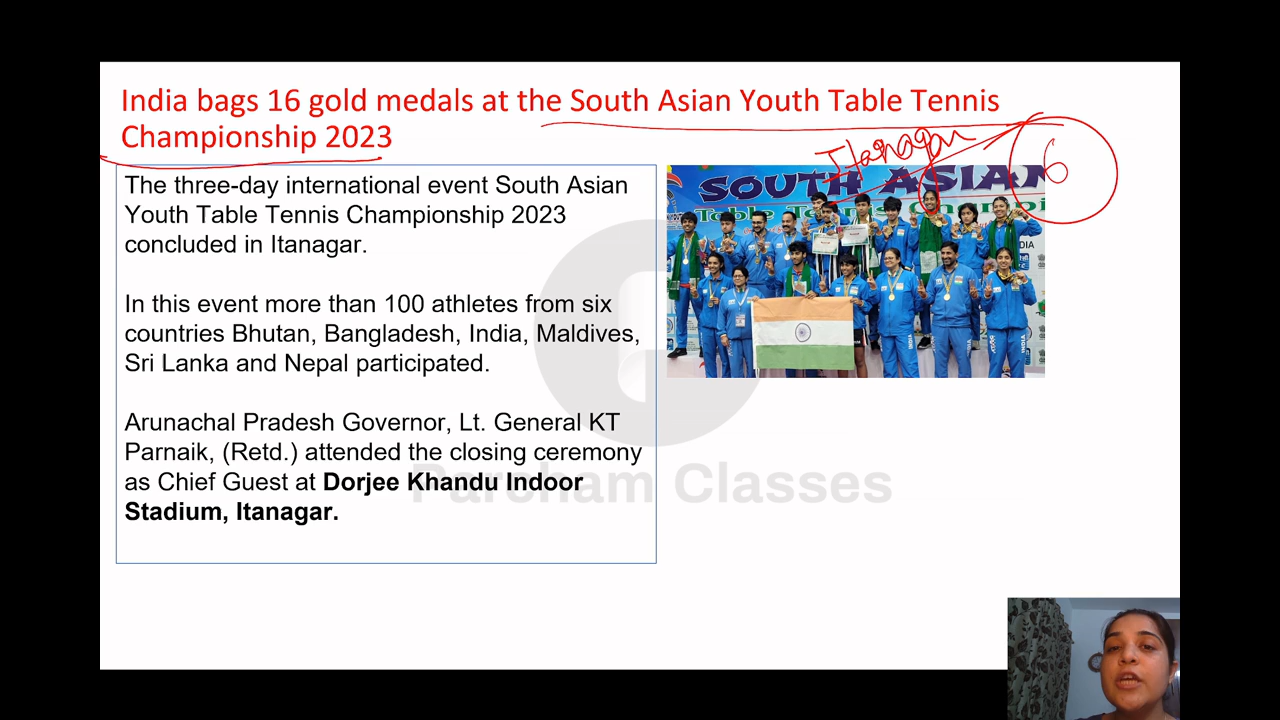 India bags 16 gold medals at the South Asian Youth Table Tennis
Championship 2023
Itanagar
6
The three-day international event South Asian
Youth Table Tennis Championship 2023
concluded in Itanagar.
In this event more than 100 athletes from six
countries Bhutan, Bangladesh, India, Maldives,
Sri Lanka and Nepal participated.
Arunachal Pradesh Governor, Lt. General KT
Parnaik, (Retd.) attended the closing ceremony
as Chief Guest at Dorjee Khandu Indoor
Stadium, Itanagar.
SOUTH ASIAN
Table Tennis Champi
INDIA
Parcham Classes